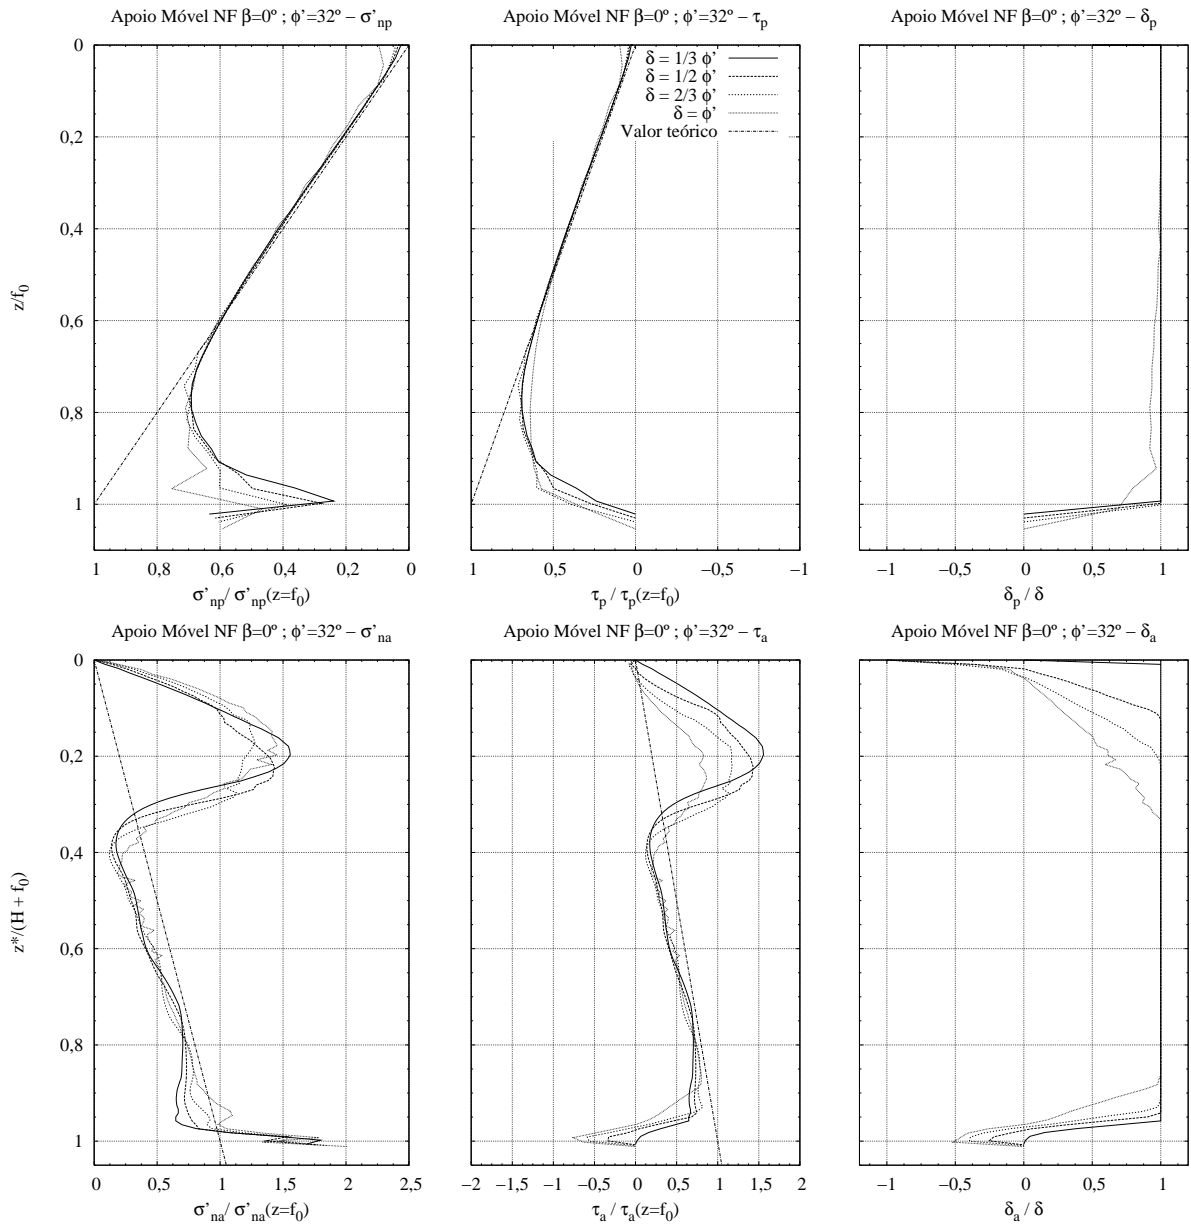 Apoio Móvel NF β=0º ; φ'=32º − σ'np
Apoio Móvel NF β=0º ; φ'=32º − τp
Apoio Móvel NF β=0º ; φ'=32º − δp
0
0,2
0,4
0,6
0,8
1
z/f0
δ = 1/3 φ'
δ = 1/2 φ'
δ = 2/3 φ'
δ = φ'
Valor teórico
1 0,8 0,6 0,4 0,2 0
1 0,5 0 −0,5 −1
−1 −0,5 0 0,5 1
σ'np/ σ'np(z=f0)
τp / τp(z=f0)
δp / δ
Apoio Móvel NF β=0º ; φ'=32º − σ'na
Apoio Móvel NF β=0º ; φ'=32º − τa
Apoio Móvel NF β=0º ; φ'=32º − δa
0
0,2
0,4
0,6
0,8
1
z*/(H + f0)
0 0,5 1 1,5 2 2,5
−2 −1,5 −1 −0,5 0 0,5 1 1,5 2
−1 −0,5 0 0,5 1
σ'na/ σ'na(z=f0)
τa / τa(z=f0)
δa / δ